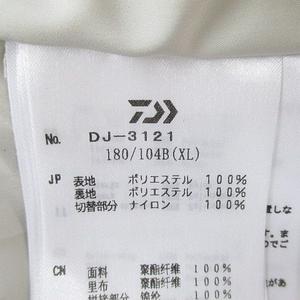 No. DJ-3121
180/104B(XL)
JP 表地 ポリエステル 100%
裏地 ポリエステル 100%
切替部分 ナイロン 100%
CN 面料 聚酯纤维 100%
里布 聚酯纤维 100%